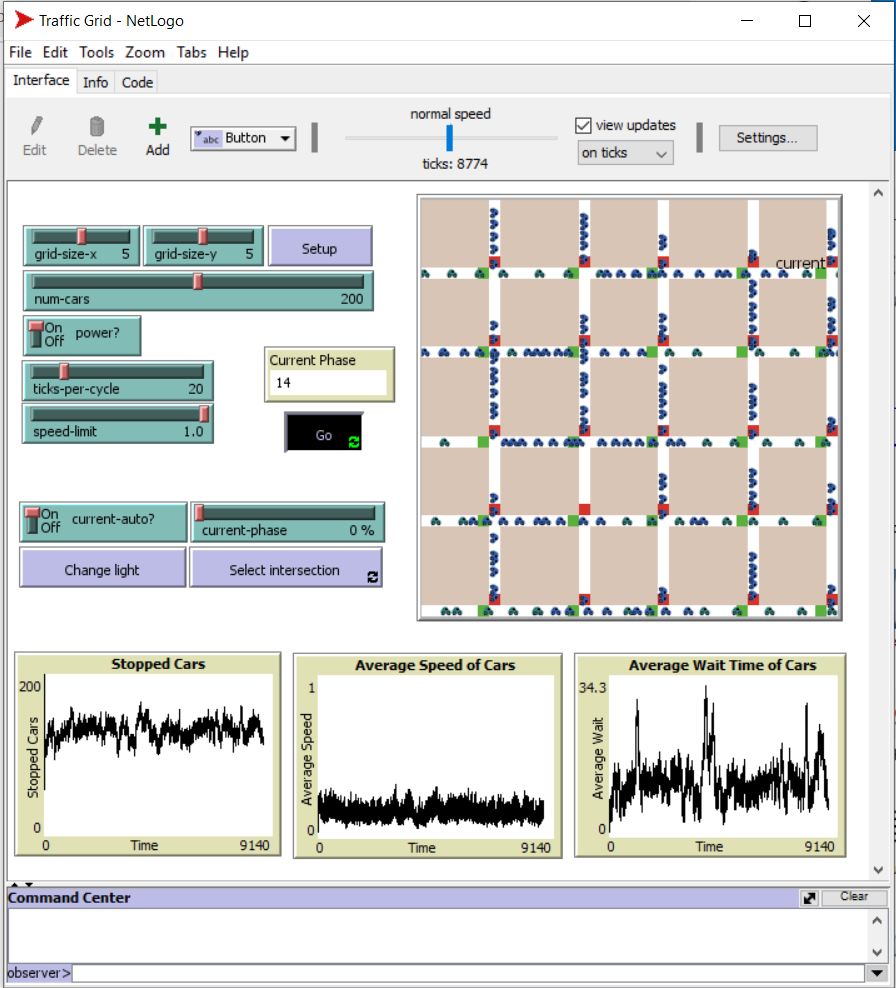 Traffic Grid - NetLogo
File Edit Tools Zoom Tabs Help
Interface Info Code
Edit Delete Add abc Button normal speed ticks: 8774 view updates on ticks Settings...
grid-size-x 5 grid-size-y 5 Setup
num-cars 200
On Off power?
Current Phase
14
ticks-per-cycle 20
speed-limit 1.0
Go
current
On Off current-auto? current-phase 0 %
Change light Select intersection
Stopped Cars
200
Stopped Cars
0
0 Time 9140
Average Speed of Cars
1
Average Speed
0
0 Time 9140
Average Wait Time of Cars
34.3
Average Wait
0
0 Time 9140
Command Center Clear
observer>